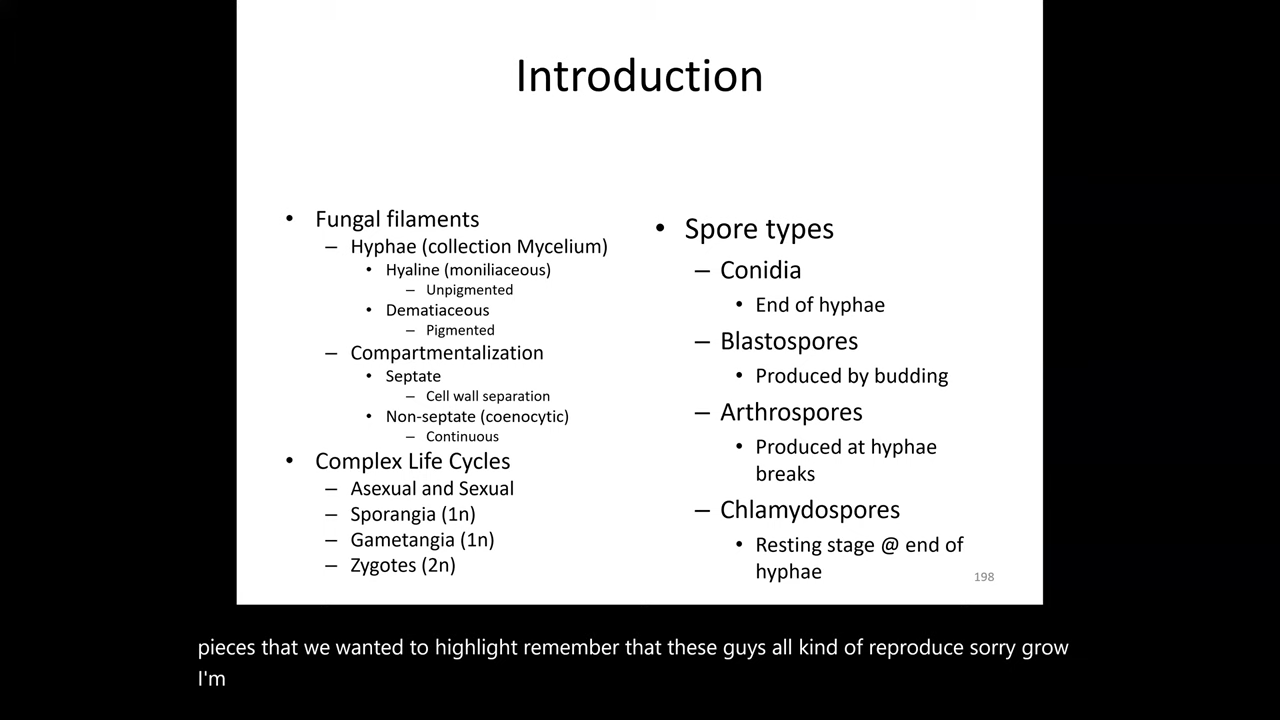 Introduction
• Fungal filaments
– Hyphae (collection Mycelium)
• Hyaline (moniliaceous)
– Unpigmented
• Dematiaceous
– Pigmented
– Compartmentalization
• Septate
– Cell wall separation
• Non-septate (coenocytic)
– Continuous
• Complex Life Cycles
– Asexual and Sexual
– Sporangia (1n)
– Gametangia (1n)
– Zygotes (2n)
• Spore types
– Conidia
• End of hyphae
– Blastospores
• Produced by budding
– Arthrospores
• Produced at hyphae
breaks
– Chlamydospores
• Resting stage @ end of
hyphae
198
pieces that we wanted to highlight remember that these guys all kind of reproduce sorry grow
I'm